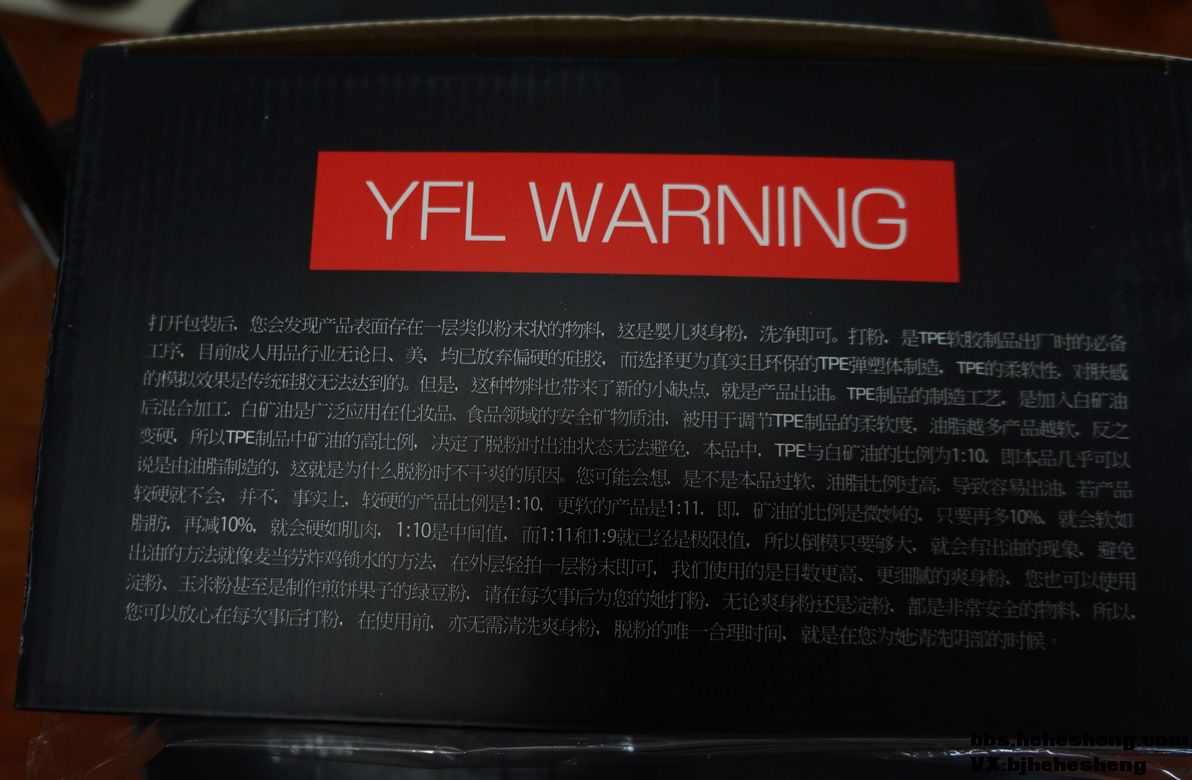 YFL WARNING
打开包装后，您会发现产品表面存在一层类似粉末状的物料，这是婴儿爽身粉，洗净即可。打粉，是TPE软胶制品出厂时的必备
工序，目前成人用品行业无论日、美，均已放弃偏硬的硅胶，而选择更为真实且环保的TPE弹塑体制造，TPE的柔软性，对肤感
的模拟效果是传统硅胶无法达到的。但是，这种物料也带来了新的小缺点，就是产品出油。TPE制品的制造工艺，是加入白矿油
后混合加工，白矿油是广泛应用在化妆品、食品领域的安全矿物质油，被用于调节TPE制品的柔软度，油脂越多产品越软，反之
变硬，所以TPE制品中矿油的高比例，决定了脱粉时出油状态无法避免，本品中，TPE与白矿油的比例为1:10，即本品几乎可以
说是由油脂制造的，这就是为什么脱粉时不干爽的原因。您可能会想，是不是本品过软，油脂比例过高，导致容易出油，若产品
较硬就不会，并不，事实上，较硬的产品比例是1:10，更软的产品是1:11，即，矿油的比例是微妙的，只要再多10%，就会软如
脂肪，再减10%，就会硬如肌肉，1:10是中间值，而1:11和1:9就已经是极限值，所以倒模只要够大，就会有出油的现象，避免
出油的方法就像麦当劳炸鸡锁水的方法，在外层轻拍一层粉末即可，我们使用的是目数更高、更细腻的爽身粉，您也可以使用
淀粉、玉米粉甚至是制作煎饼果子的绿豆粉，请在每次事后为您的她打粉，无论爽身粉还是淀粉，都是非常安全的物料，所以，
您可以放心在每次事后打粉，在使用前，亦无需清洗爽身粉，脱粉的唯一合理时间，就是在您为她清洗阴部的时候。
bbs.hehesheng.com
VX:bjhehesheng